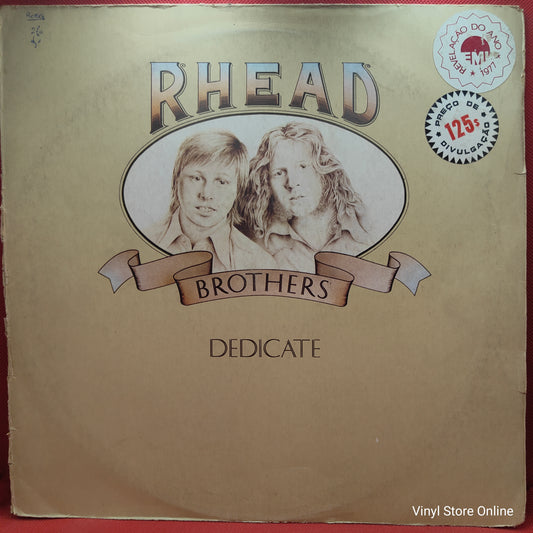 RHEAD
BROTHERS
DEDICATE
REVELAÇÃO DO ANO
EMI
1977
PREÇO DE
125$
DIVULGAÇÃO
Vinyl Store Online